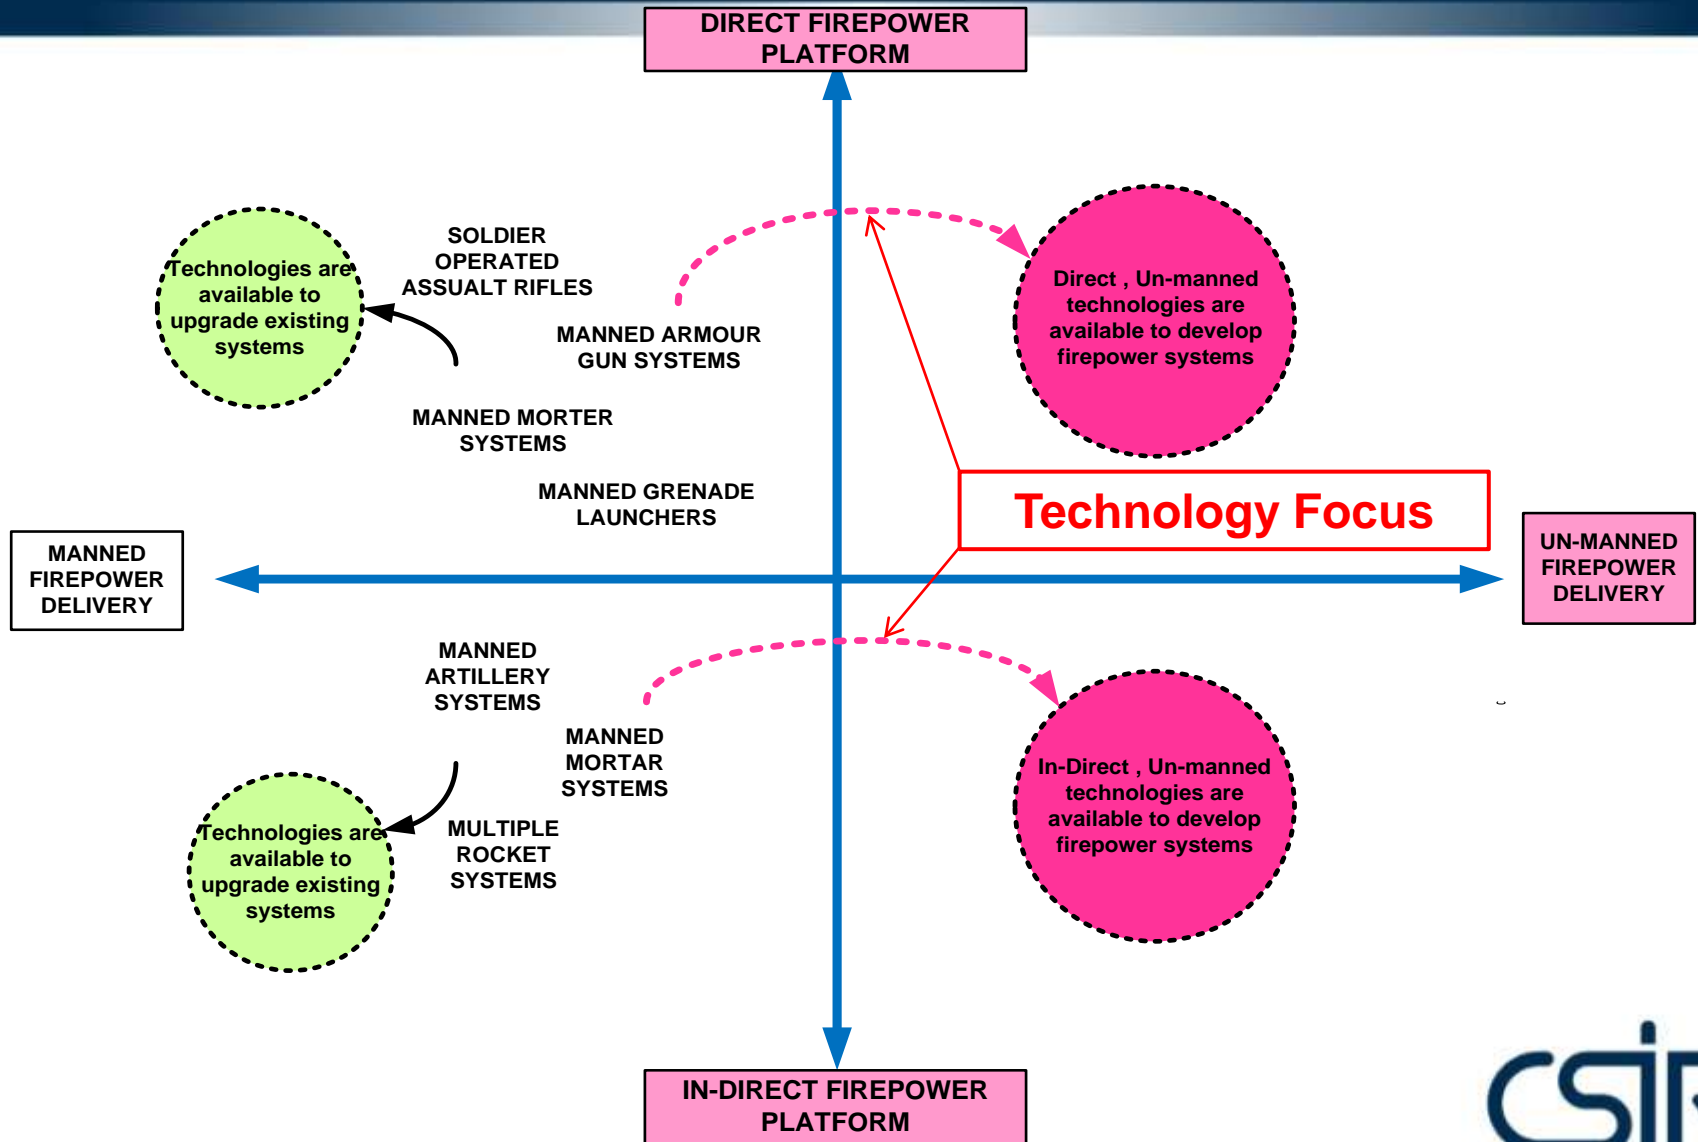 DIRECT FIREPOWER
PLATFORM
SOLDIER
OPERATED
ASSUALT RIFLES
Technologies are
available to
upgrade existing
systems
MANNED ARMOUR
GUN SYSTEMS
Direct , Un-manned
technologies are
available to develop
firepower systems
MANNED MORTER
SYSTEMS
MANNED GRENADE
LAUNCHERS
Technology Focus
MANNED
FIREPOWER
DELIVERY
UN-MANNED
FIREPOWER
DELIVERY
MANNED
ARTILLERY
SYSTEMS
MANNED
MORTAR
SYSTEMS
In-Direct , Un-manned
technologies are
available to develop
firepower systems
Technologies are
available to
upgrade existing
systems
MULTIPLE
ROCKET
SYSTEMS
IN-DIRECT FIREPOWER
PLATFORM
CSIR